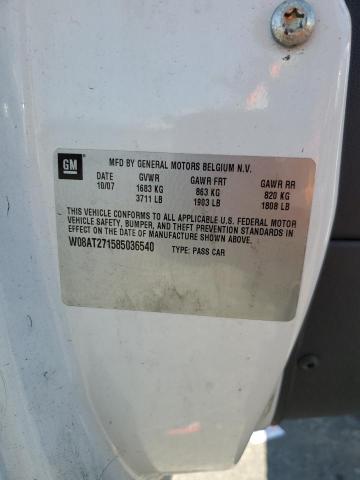 GM
MFD BY GENERAL MOTORS BELGIUM N.V.
DATE GVWR GAWR FRT GAWR RR
10/07 1683 KG 863 KG 820 KG
3711 LB 1903 LB 1808 LB
THIS VEHICLE CONFORMS TO ALL APPLICABLE U.S. FEDERAL MOTOR
VEHICLE SAFETY, BUMPER, AND THEFT PREVENTION STANDARDS IN
EFFECT ON THE DATE OF MANUFACTURE SHOWN ABOVE.
W08AT271585036540 TYPE: PASS CAR